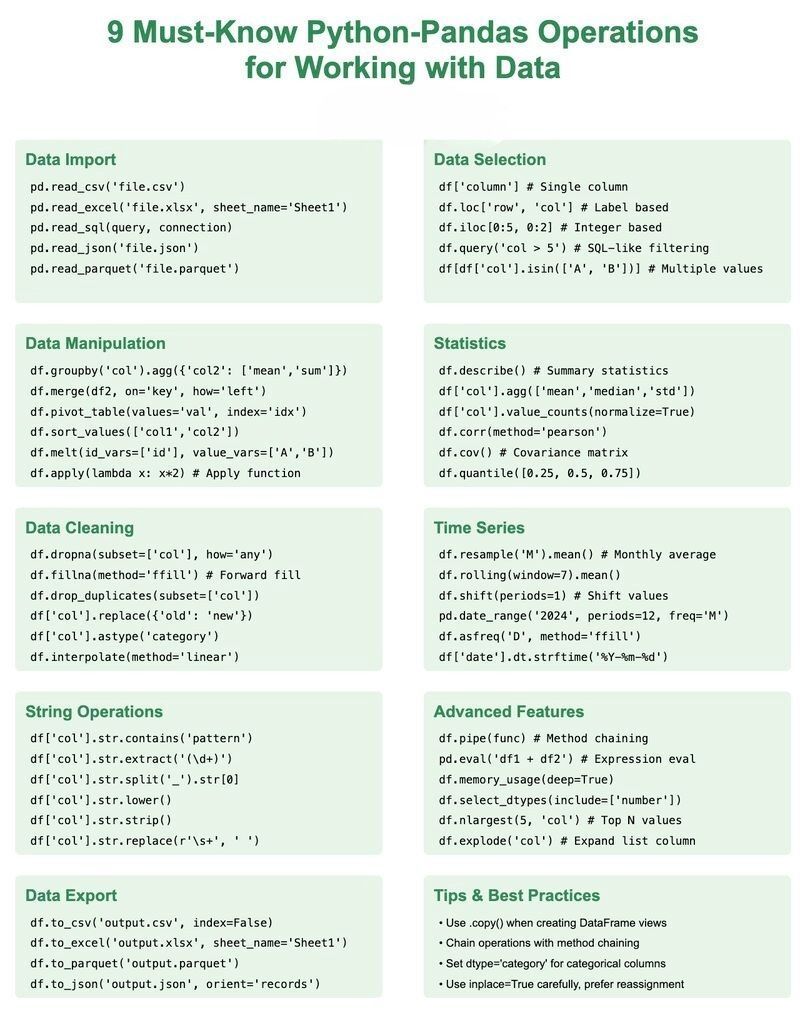 9 Must-Know Python-Pandas Operations
for Working with Data
Data Import
pd.read_csv('file.csv')
pd.read_excel('file.xlsx', sheet_name='Sheet1')
pd.read_sql(query, connection)
pd.read_json('file.json')
pd.read_parquet('file.parquet')
Data Selection
df['column'] # Single column
df.loc['row', 'col'] # Label based
df.iloc[0:5, 0:2] # Integer based
df.query('col > 5') # SQL-like filtering
df[df['col'].isin(['A', 'B'])] # Multiple values
Data Manipulation
df.groupby('col').agg({'col2': ['mean','sum']})
df.merge(df2, on='key', how='left')
df.pivot_table(values='val', index='idx')
df.sort_values(['col1','col2'])
df.melt(id_vars=['id'], value_vars=['A','B'])
df.apply(lambda x: x*2) # Apply function
Statistics
df.describe() # Summary statistics
df['col'].agg(['mean','median','std'])
df['col'].value_counts(normalize=True)
df.corr(method='pearson')
df.cov() # Covariance matrix
df.quantile([0.25, 0.5, 0.75])
Data Cleaning
df.dropna(subset=['col'], how='any')
df.fillna(method='ffill') # Forward fill
df.drop_duplicates(subset=['col'])
df['col'].replace({'old': 'new'})
df['col'].astype('category')
df.interpolate(method='linear')
Time Series
df.resample('M').mean() # Monthly average
df.rolling(window=7).mean()
df.shift(periods=1) # Shift values
pd.date_range('2024', periods=12, freq='M')
df.asfreq('D', method='ffill')
df['date'].dt.strftime('%Y-%m-%d')
String Operations
df['col'].str.contains('pattern')
df['col'].str.extract('(\d+)')
df['col'].str.split('_').str[0]
df['col'].str.lower()
df['col'].str.strip()
df['col'].str.replace(r'\s+', ' ')
Advanced Features
df.pipe(func) # Method chaining
pd.eval('df1 + df2') # Expression eval
df.memory_usage(deep=True)
df.select_dtypes(include=['number'])
df.nlargest(5, 'col') # Top N values
df.explode('col') # Expand list column
Data Export
df.to_csv('output.csv', index=False)
df.to_excel('output.xlsx', sheet_name='Sheet1')
df.to_parquet('output.parquet')
df.to_json('output.json', orient='records')
Tips & Best Practices
• Use .copy() when creating DataFrame views
• Chain operations with method chaining
• Set dtype='category' for categorical columns
• Use inplace=True carefully, prefer reassignment